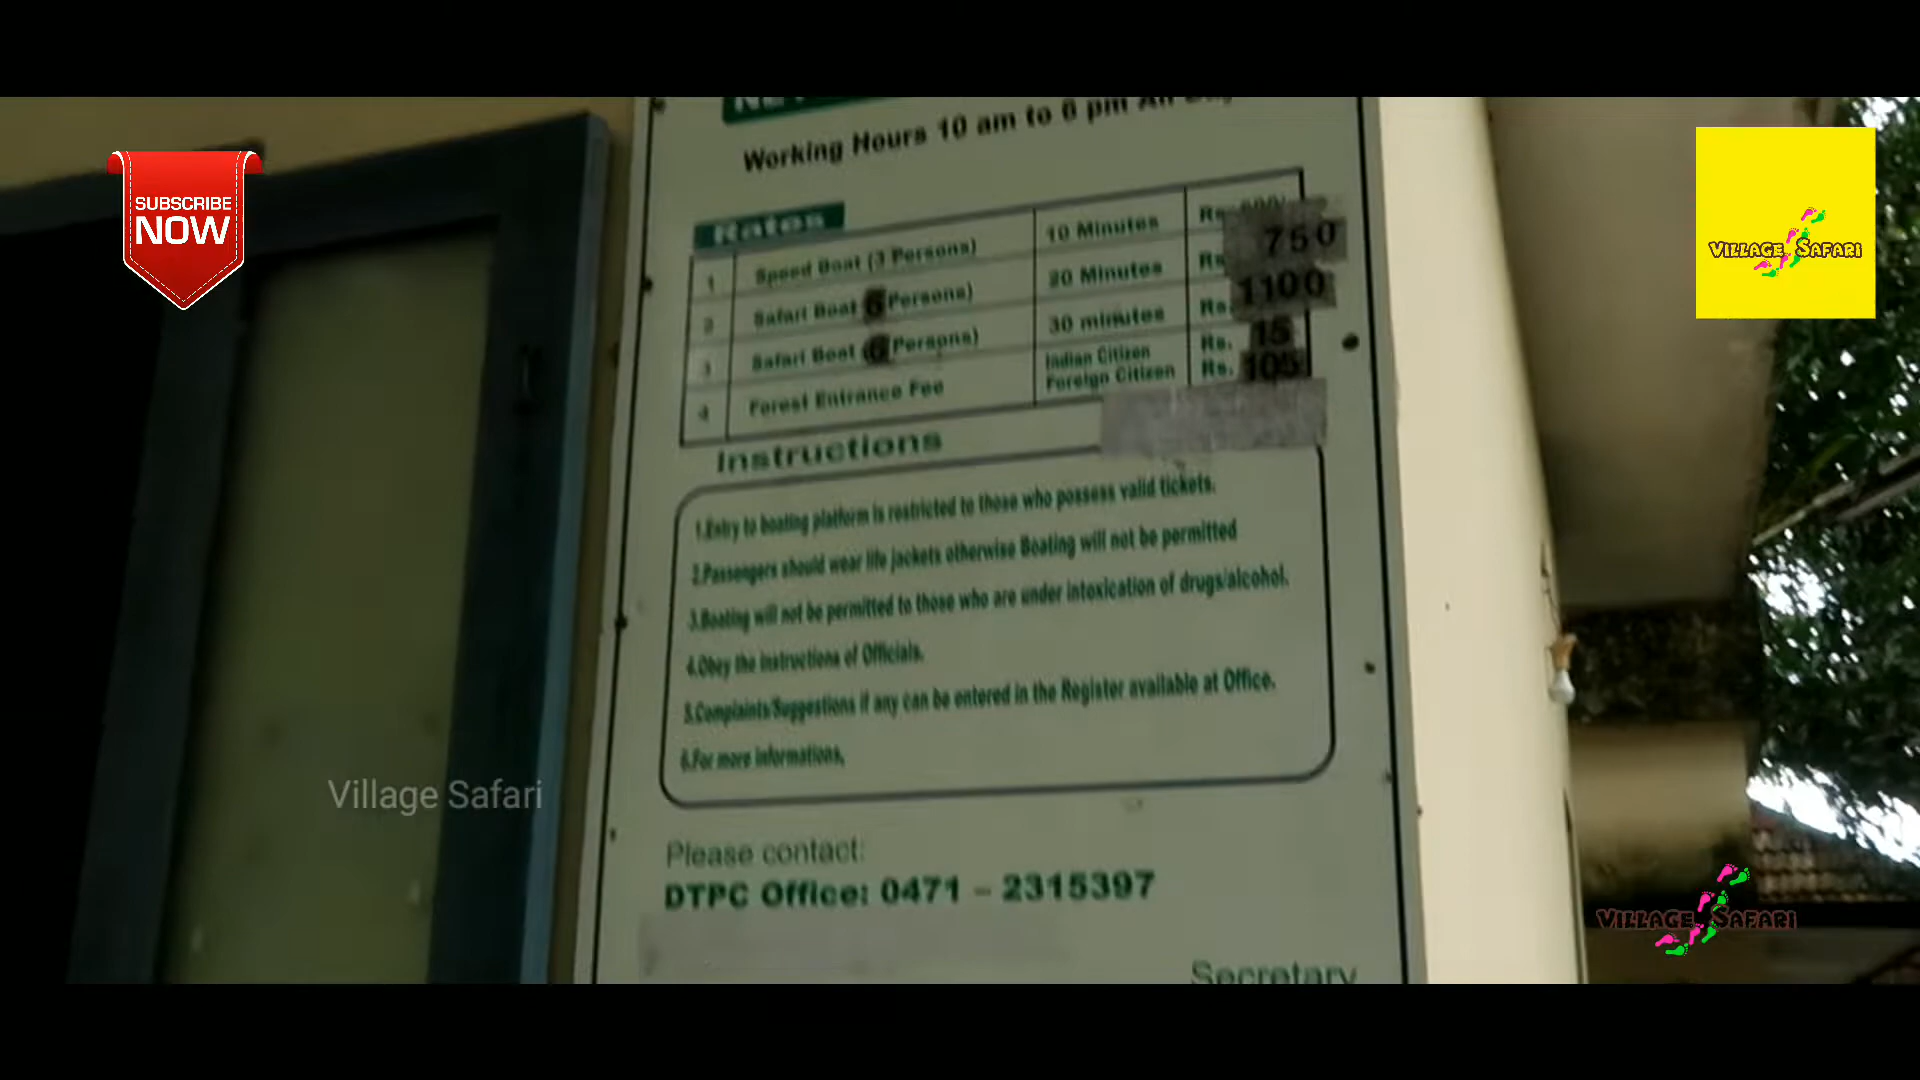 Working Hours 10 am to 6 pm All
SUBSCRIBE
NOW
Rates
1 Speed Boat (3 Persons) 10 Minutes Rs.
2 Safari Boat 6 Persons) 20 Minutes Rs 750
3 Safari Boat (6 Persons) 30 minutes Rs. 1100
4 Forest Entrance Fee Indian Citizen Rs. 15
Foreign Citizen Rs. 105
VILLAGE SAFARI
Instructions
1.Entry to boating platform is restricted to those who possess valid tickets.
2.Passengers should wear life jackets otherwise Boating will not be permitted
3.Boating will not be permitted to those who are under intoxication of drugs/alcohol.
4.Obey the instructions of Officials.
5.Complaints/Suggestions if any can be entered in the Register available at Office.
6.For more informations,
Village Safari
Please contact:
DTPC Office: 0471 – 2315397
VILLAGE SAFARI
Secretary